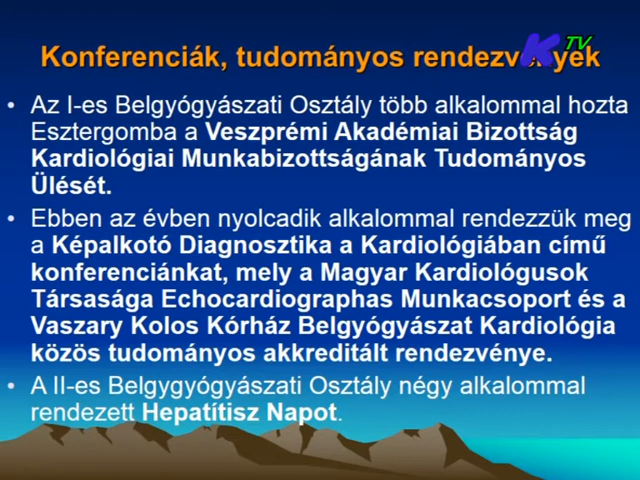 K TV
Konferenciák, tudományos rendezvények
• Az I-es Belgyógyászati Osztály több alkalommal hozta
Esztergomba a Veszprémi Akadémiai Bizottság
Kardiológiai Munkabizottságának Tudományos
Ülését.
• Ebben az évben nyolcadik alkalommal rendezzük meg
a Képalkotó Diagnosztika a Kardiológiában című
konferenciánkat, mely a Magyar Kardiológusok
Társasága Echocardiographas Munkacsoport és a
Vaszary Kolos Kórház Belgyógyászat Kardiológia
közös tudományos akkreditált rendezvénye.
• A II-es Belgygyógyászati Osztály négy alkalommal
rendezett Hepatítisz Napot.